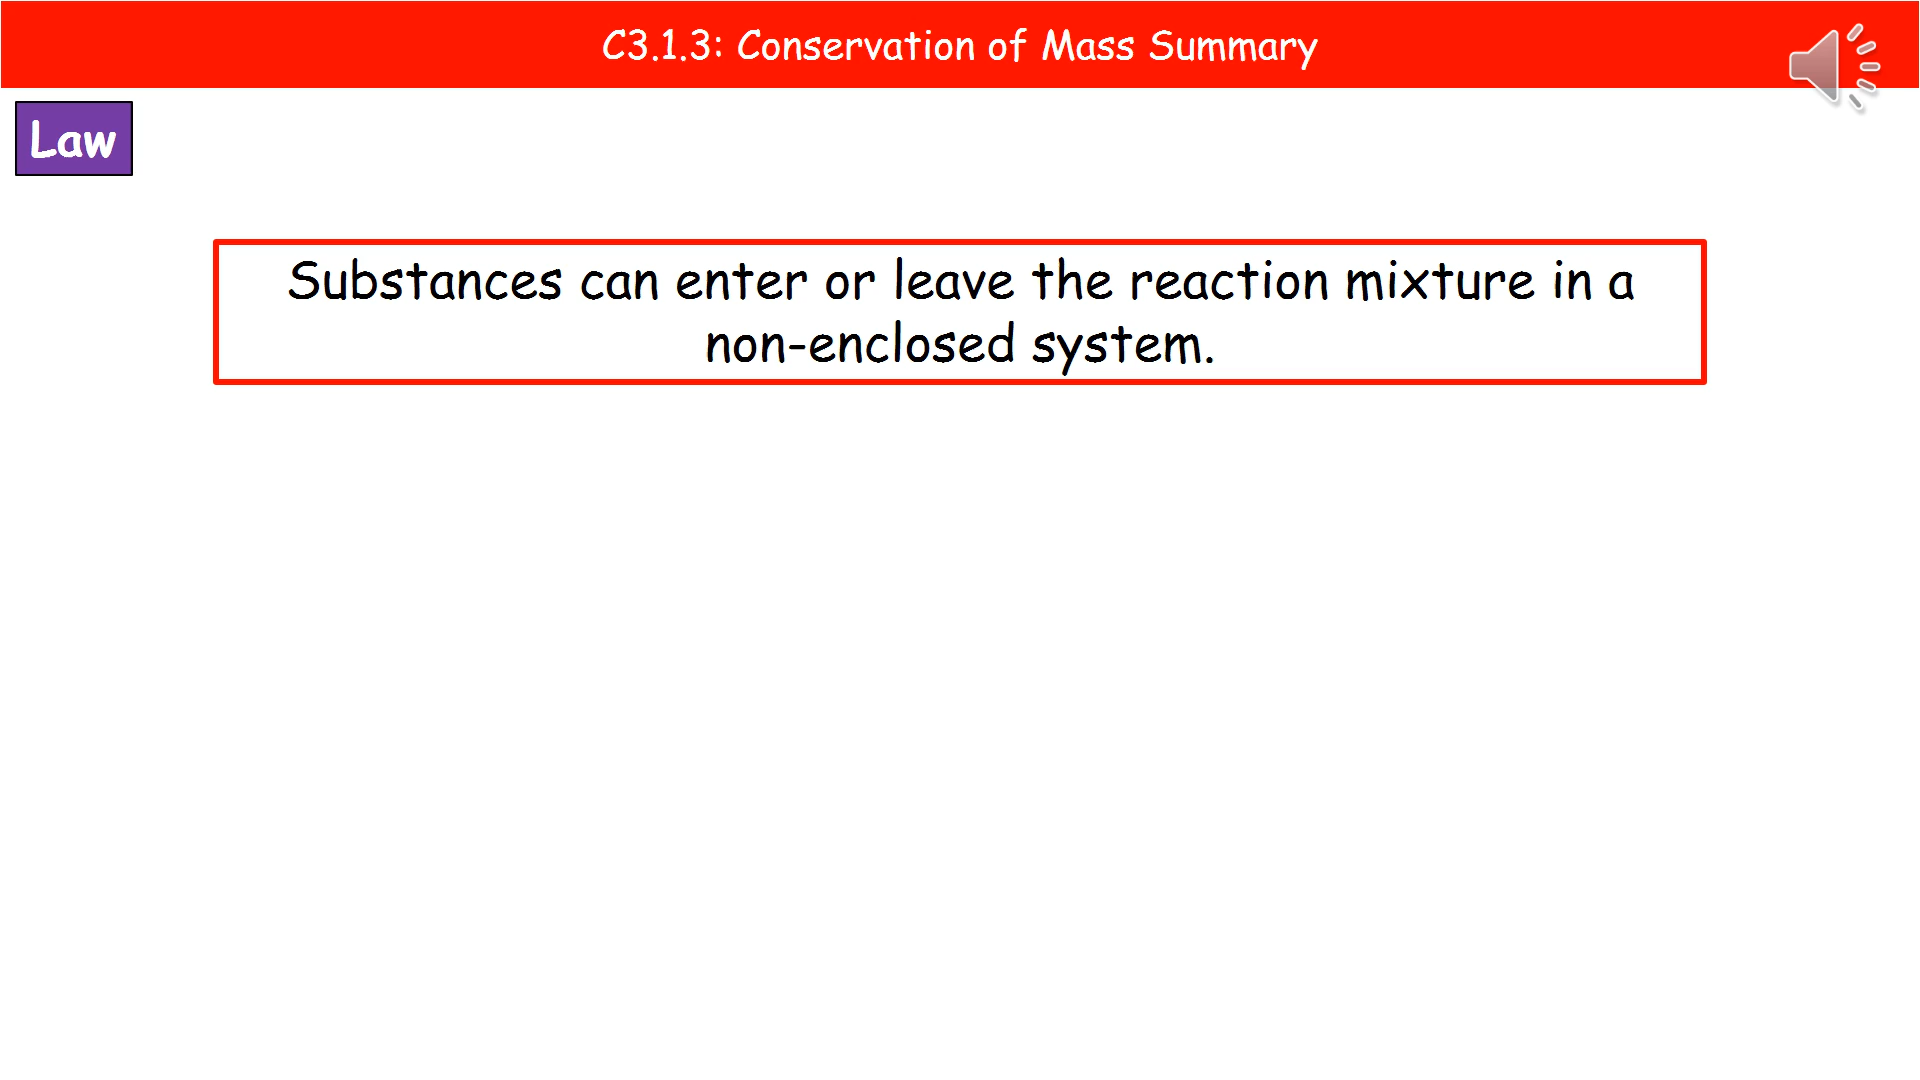 C3.1.3: Conservation of Mass Summary
Law
Substances can enter or leave the reaction mixture in a
non-enclosed system.